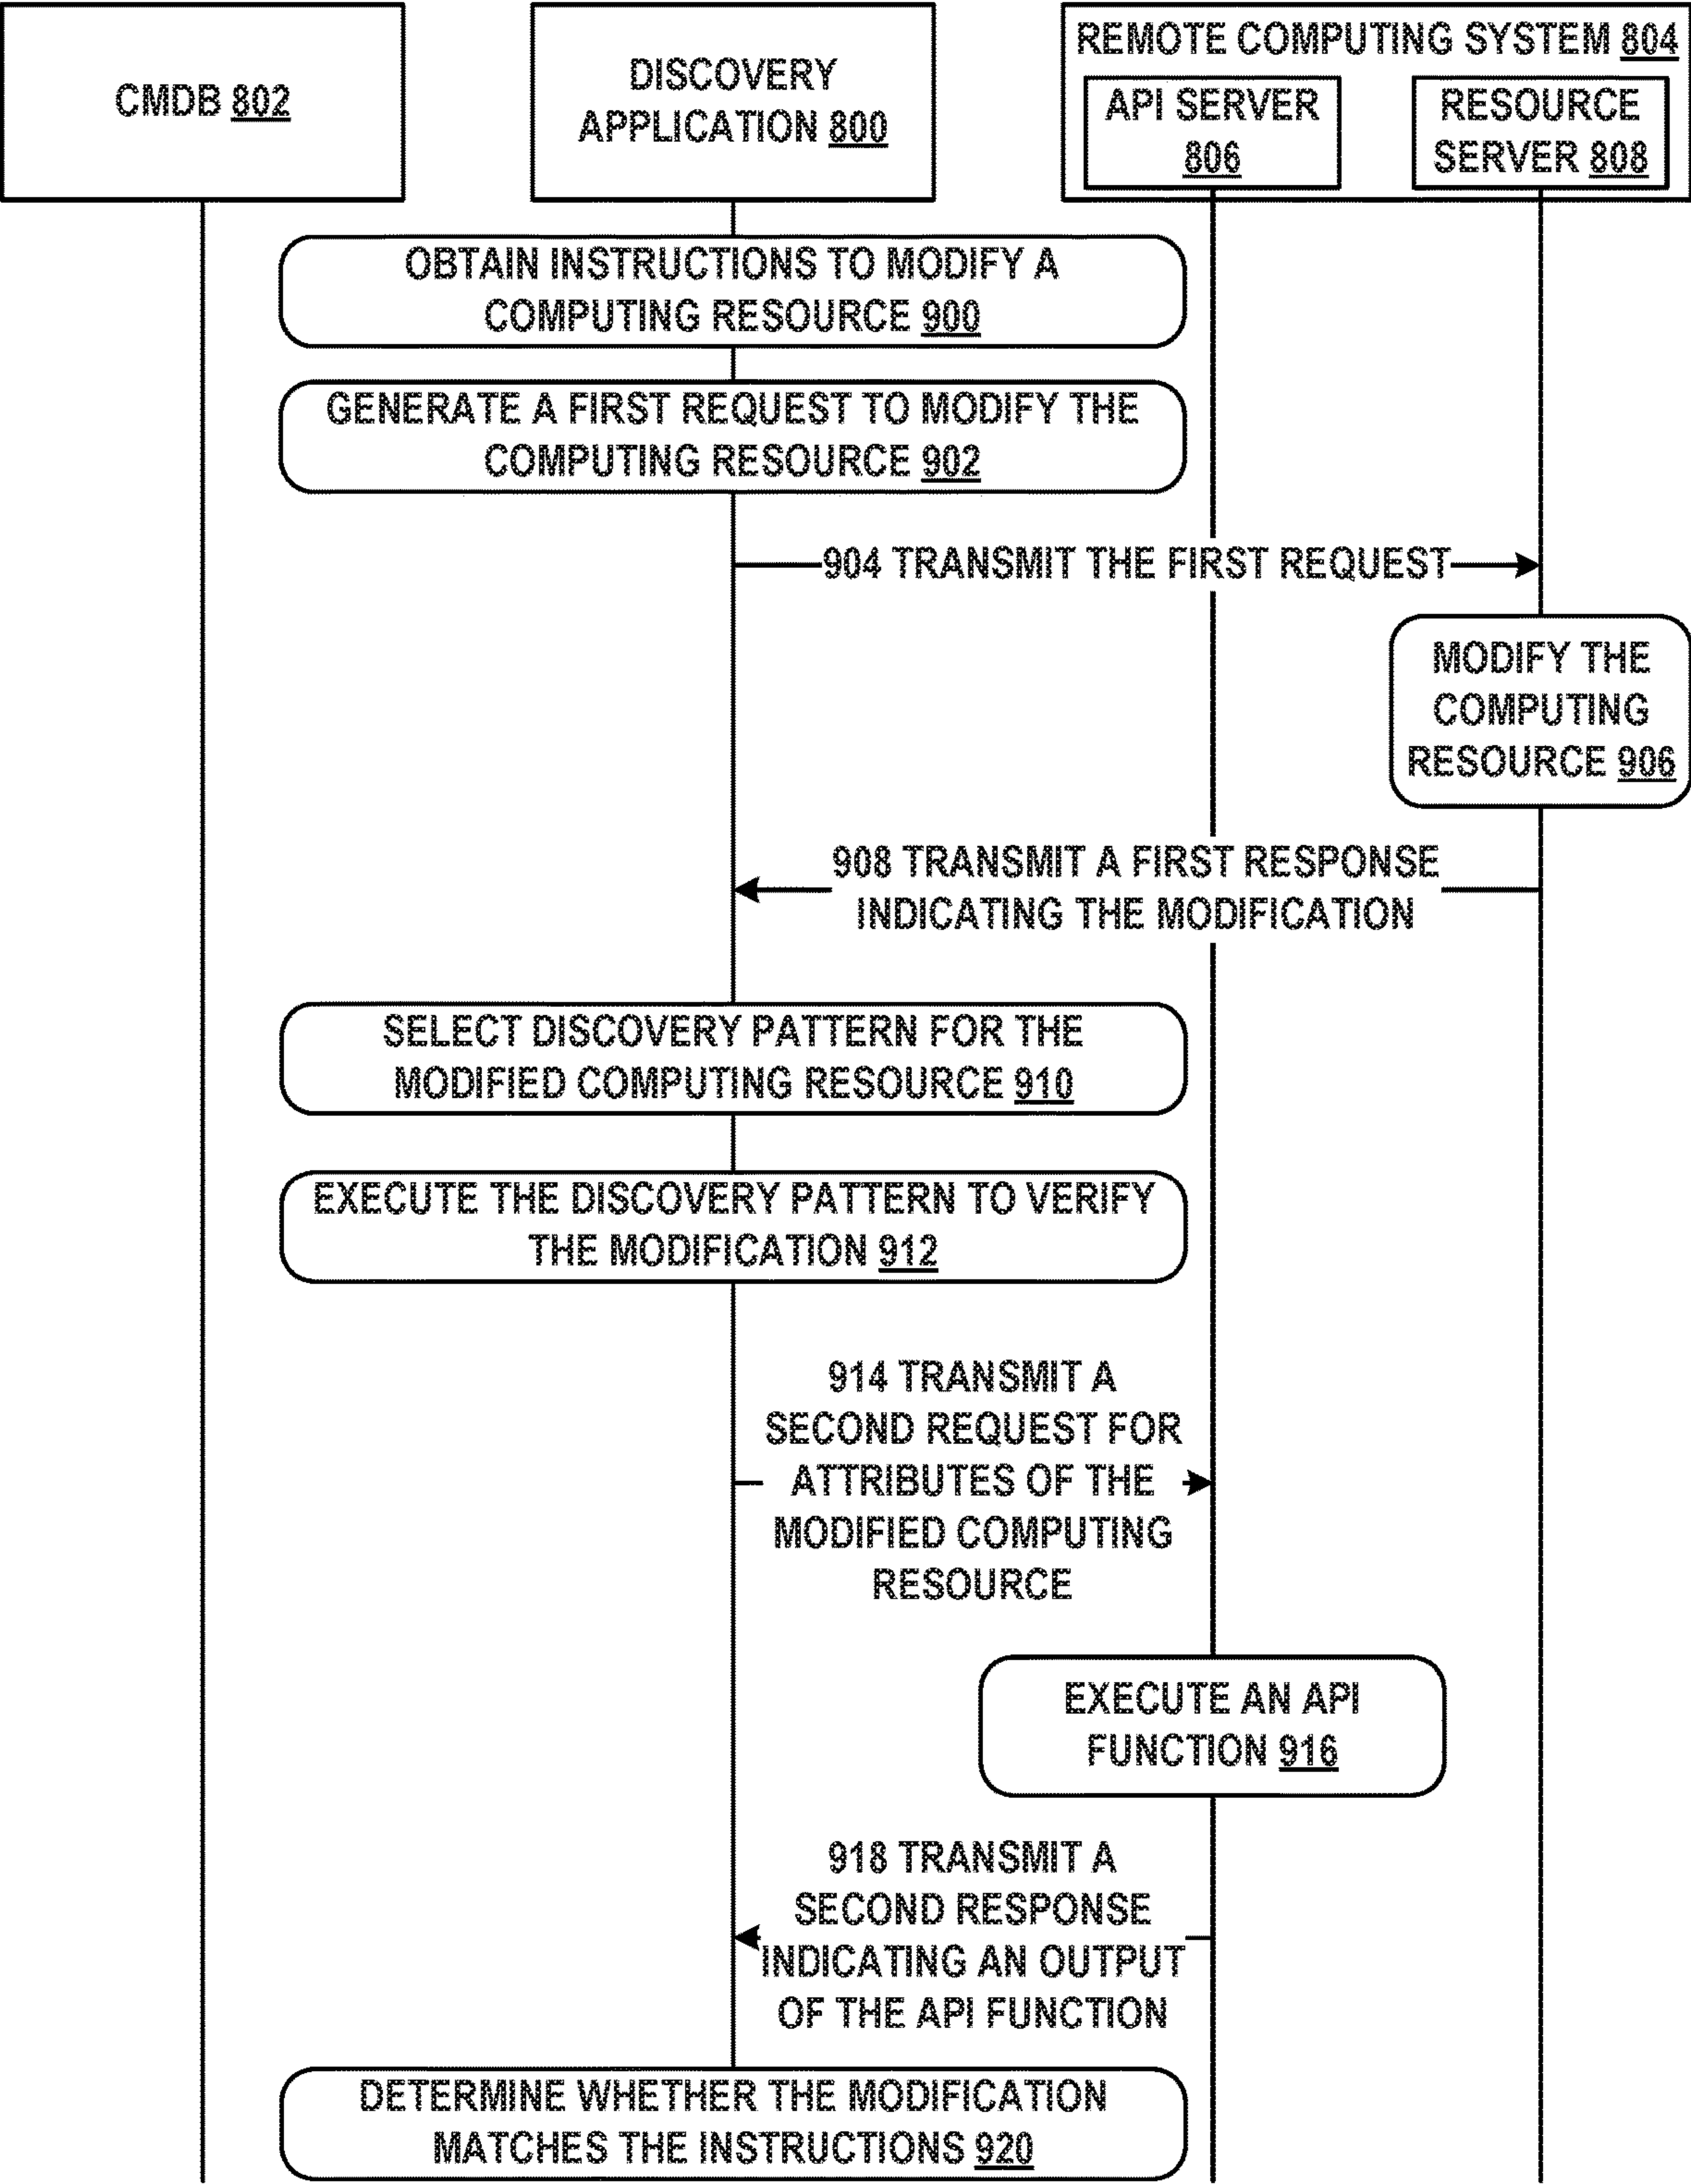 CMDB 802
DISCOVERY
APPLICATION 800
REMOTE COMPUTING SYSTEM 804
API SERVER
806
RESOURCE
SERVER 808
OBTAIN INSTRUCTIONS TO MODIFY A
COMPUTING RESOURCE 900
GENERATE A FIRST REQUEST TO MODIFY THE
COMPUTING RESOURCE 902
904 TRANSMIT THE FIRST REQUEST
MODIFY THE
COMPUTING
RESOURCE 906
908 TRANSMIT A FIRST RESPONSE
INDICATING THE MODIFICATION
SELECT DISCOVERY PATTERN FOR THE
MODIFIED COMPUTING RESOURCE 910
EXECUTE THE DISCOVERY PATTERN TO VERIFY
THE MODIFICATION 912
914 TRANSMIT A
SECOND REQUEST FOR
ATTRIBUTES OF THE
MODIFIED COMPUTING
RESOURCE
EXECUTE AN API
FUNCTION 916
918 TRANSMIT A
SECOND RESPONSE
INDICATING AN OUTPUT
OF THE API FUNCTION
DETERMINE WHETHER THE MODIFICATION
MATCHES THE INSTRUCTIONS 920